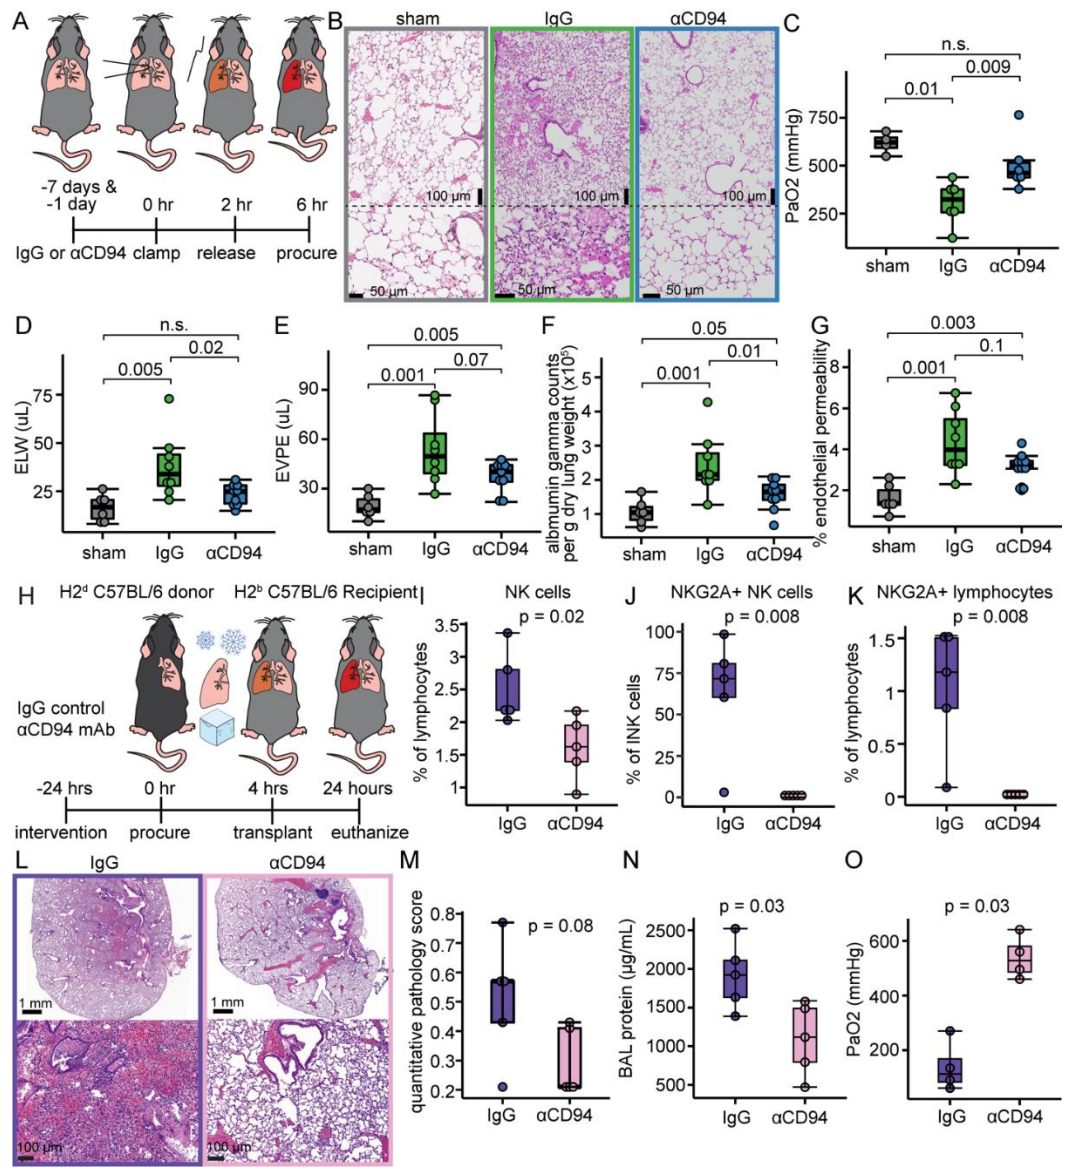 A
-7 days &
-1 day
0 hr
2 hr
6 hr
IgG or αCD94
clamp
release
procure
B
sham
IgG
αCD94
100 µm
100 µm
100 µm
50 µm
50 µm
50 µm
C
n.s.
0.009
0.01
PaO2 (mmHg)
750
500
250
sham
IgG
αCD94
D
n.s.
0.02
0.005
ELW (uL)
75
50
25
sham
IgG
αCD94
E
0.005
0.07
0.001
EVPE (uL)
90
60
30
sham
IgG
αCD94
F
0.05
0.01
0.001
albmumin gamma counts
per g dry lung weight (x10⁵)
5
4
3
2
1
sham
IgG
αCD94
G
0.003
0.1
0.001
% endothelial permeability
6
4
2
sham
IgG
αCD94
H
H2ᵈ C57BL/6 donor
H2ᵇ C57BL/6 Recipient
IgG control
αCD94 mAb
-24 hrs
0 hr
4 hrs
24 hours
intervention
procure
transplant
euthanize
I
NK cells
p = 0.02
% of lymphocytes
3.5
3
2.5
2
1.5
1
IgG
αCD94
J
NKG2A+ NK cells
p = 0.008
% of INK cells
100
75
50
25
0
IgG
αCD94
K
NKG2A+ lymphocytes
p = 0.008
% of lymphocytes
1.5
1
0.5
0
IgG
αCD94
L
IgG
αCD94
1 mm
1 mm
100 µm
100 µm
M
p = 0.08
quantitative pathology score
0.8
0.7
0.6
0.5
0.4
0.3
0.2
IgG
αCD94
N
p = 0.03
BAL protein (µg/mL)
2500
2000
1500
1000
500
IgG
αCD94
O
p = 0.03
PaO2 (mmHg)
600
400
200
IgG
αCD94